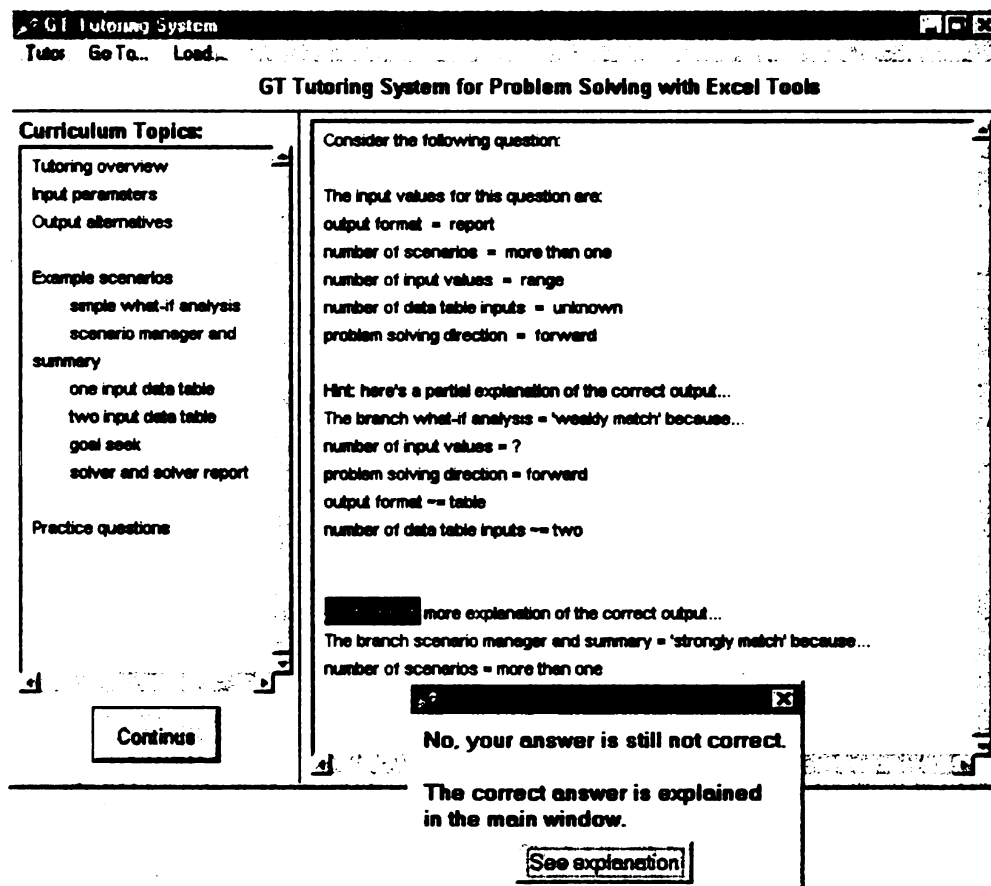 GT Tutoring System
Tutor Go To... Load...
GT Tutoring System for Problem Solving with Excel Tools
Curriculum Topics:
Tutoring overview
Input parameters
Output alternatives
Example scenarios
simple what-if analysis
scenario manager and
summary
one input data table
two input data table
goal seek
solver and solver report
Practice questions
Continue
Consider the following question:
The input values for this question are:
output format = report
number of scenarios = more than one
number of input values = range
number of data table inputs = unknown
problem solving direction = forward
Hint: here's a partial explanation of the correct output...
The branch what-if analysis = 'weakly match' because...
number of input values = ?
problem solving direction = forward
output format ~= table
number of data table inputs ~= two
more explanation of the correct output...
The branch scenario manager and summary = 'strongly match' because...
number of scenarios = more than one
No, your answer is still not correct.
The correct answer is explained
in the main window.
See explanation